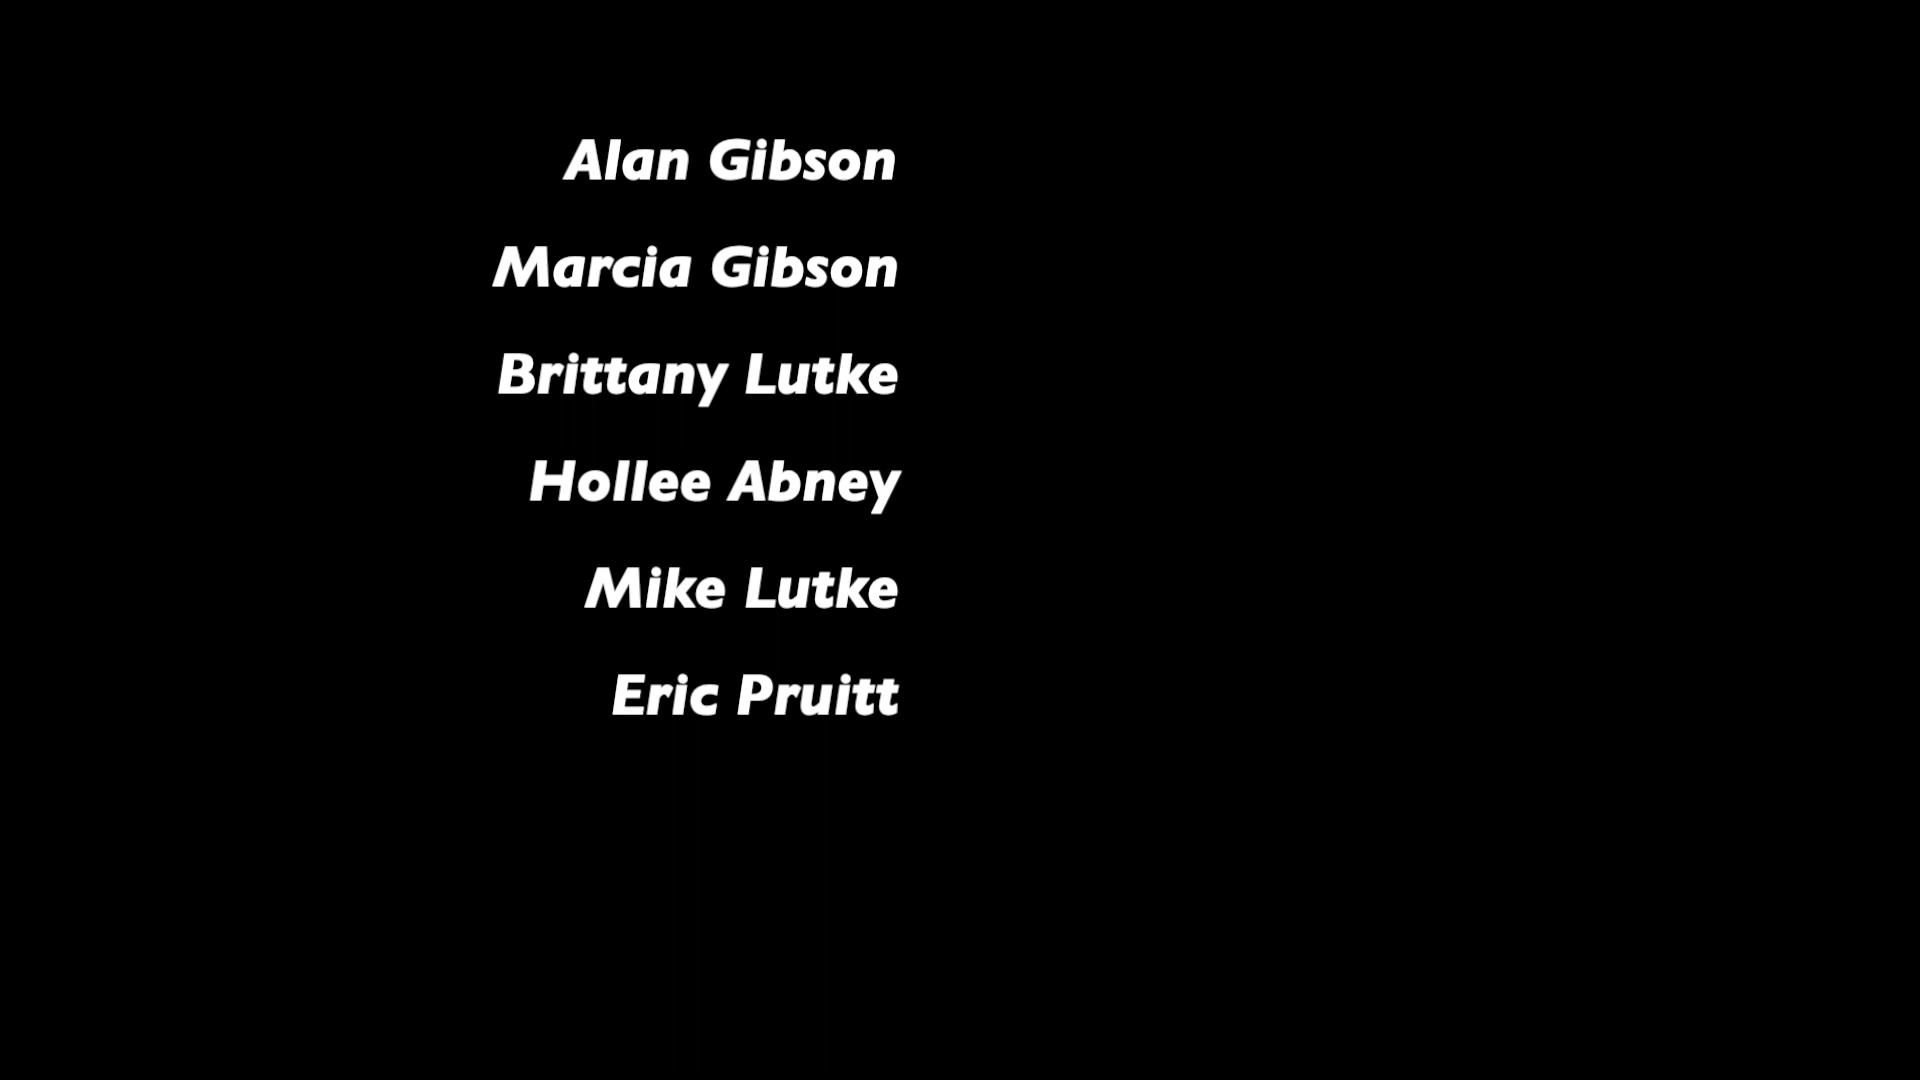 Alan Gibson
Marcia Gibson
Brittany Lutke
Hollee Abney
Mike Lutke
Eric Pruitt